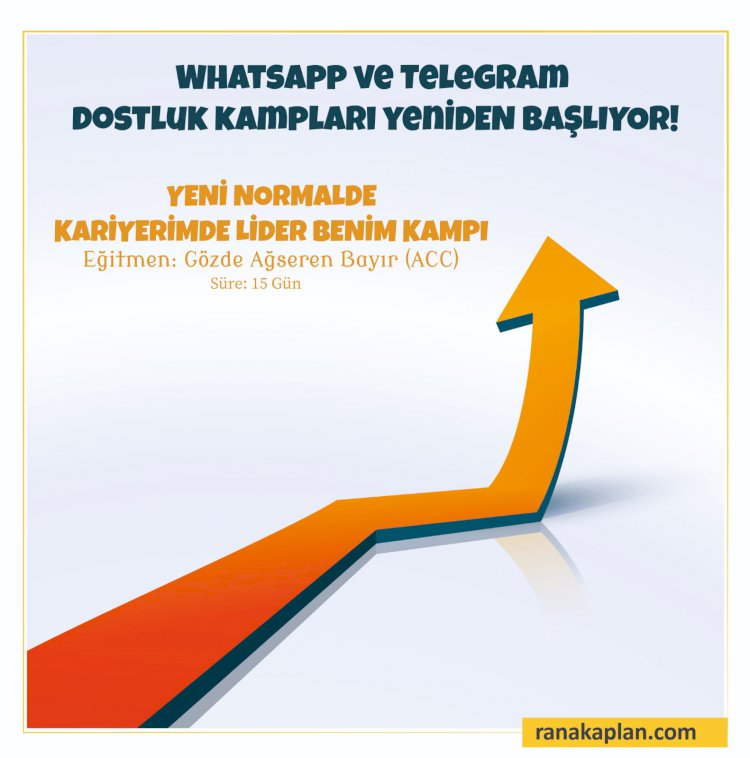 WHATSAPP VE TELEGRAM
DOSTLUK KAMPLARI YENİDEN BAŞLIYOR!
YENİ NORMALDE
KARİYERİMDE LİDER BENİM KAMPI
Eğitmen: Gözde Ağseren Bayır (ACC)
Süre: 15 Gün
ranakaplan.com